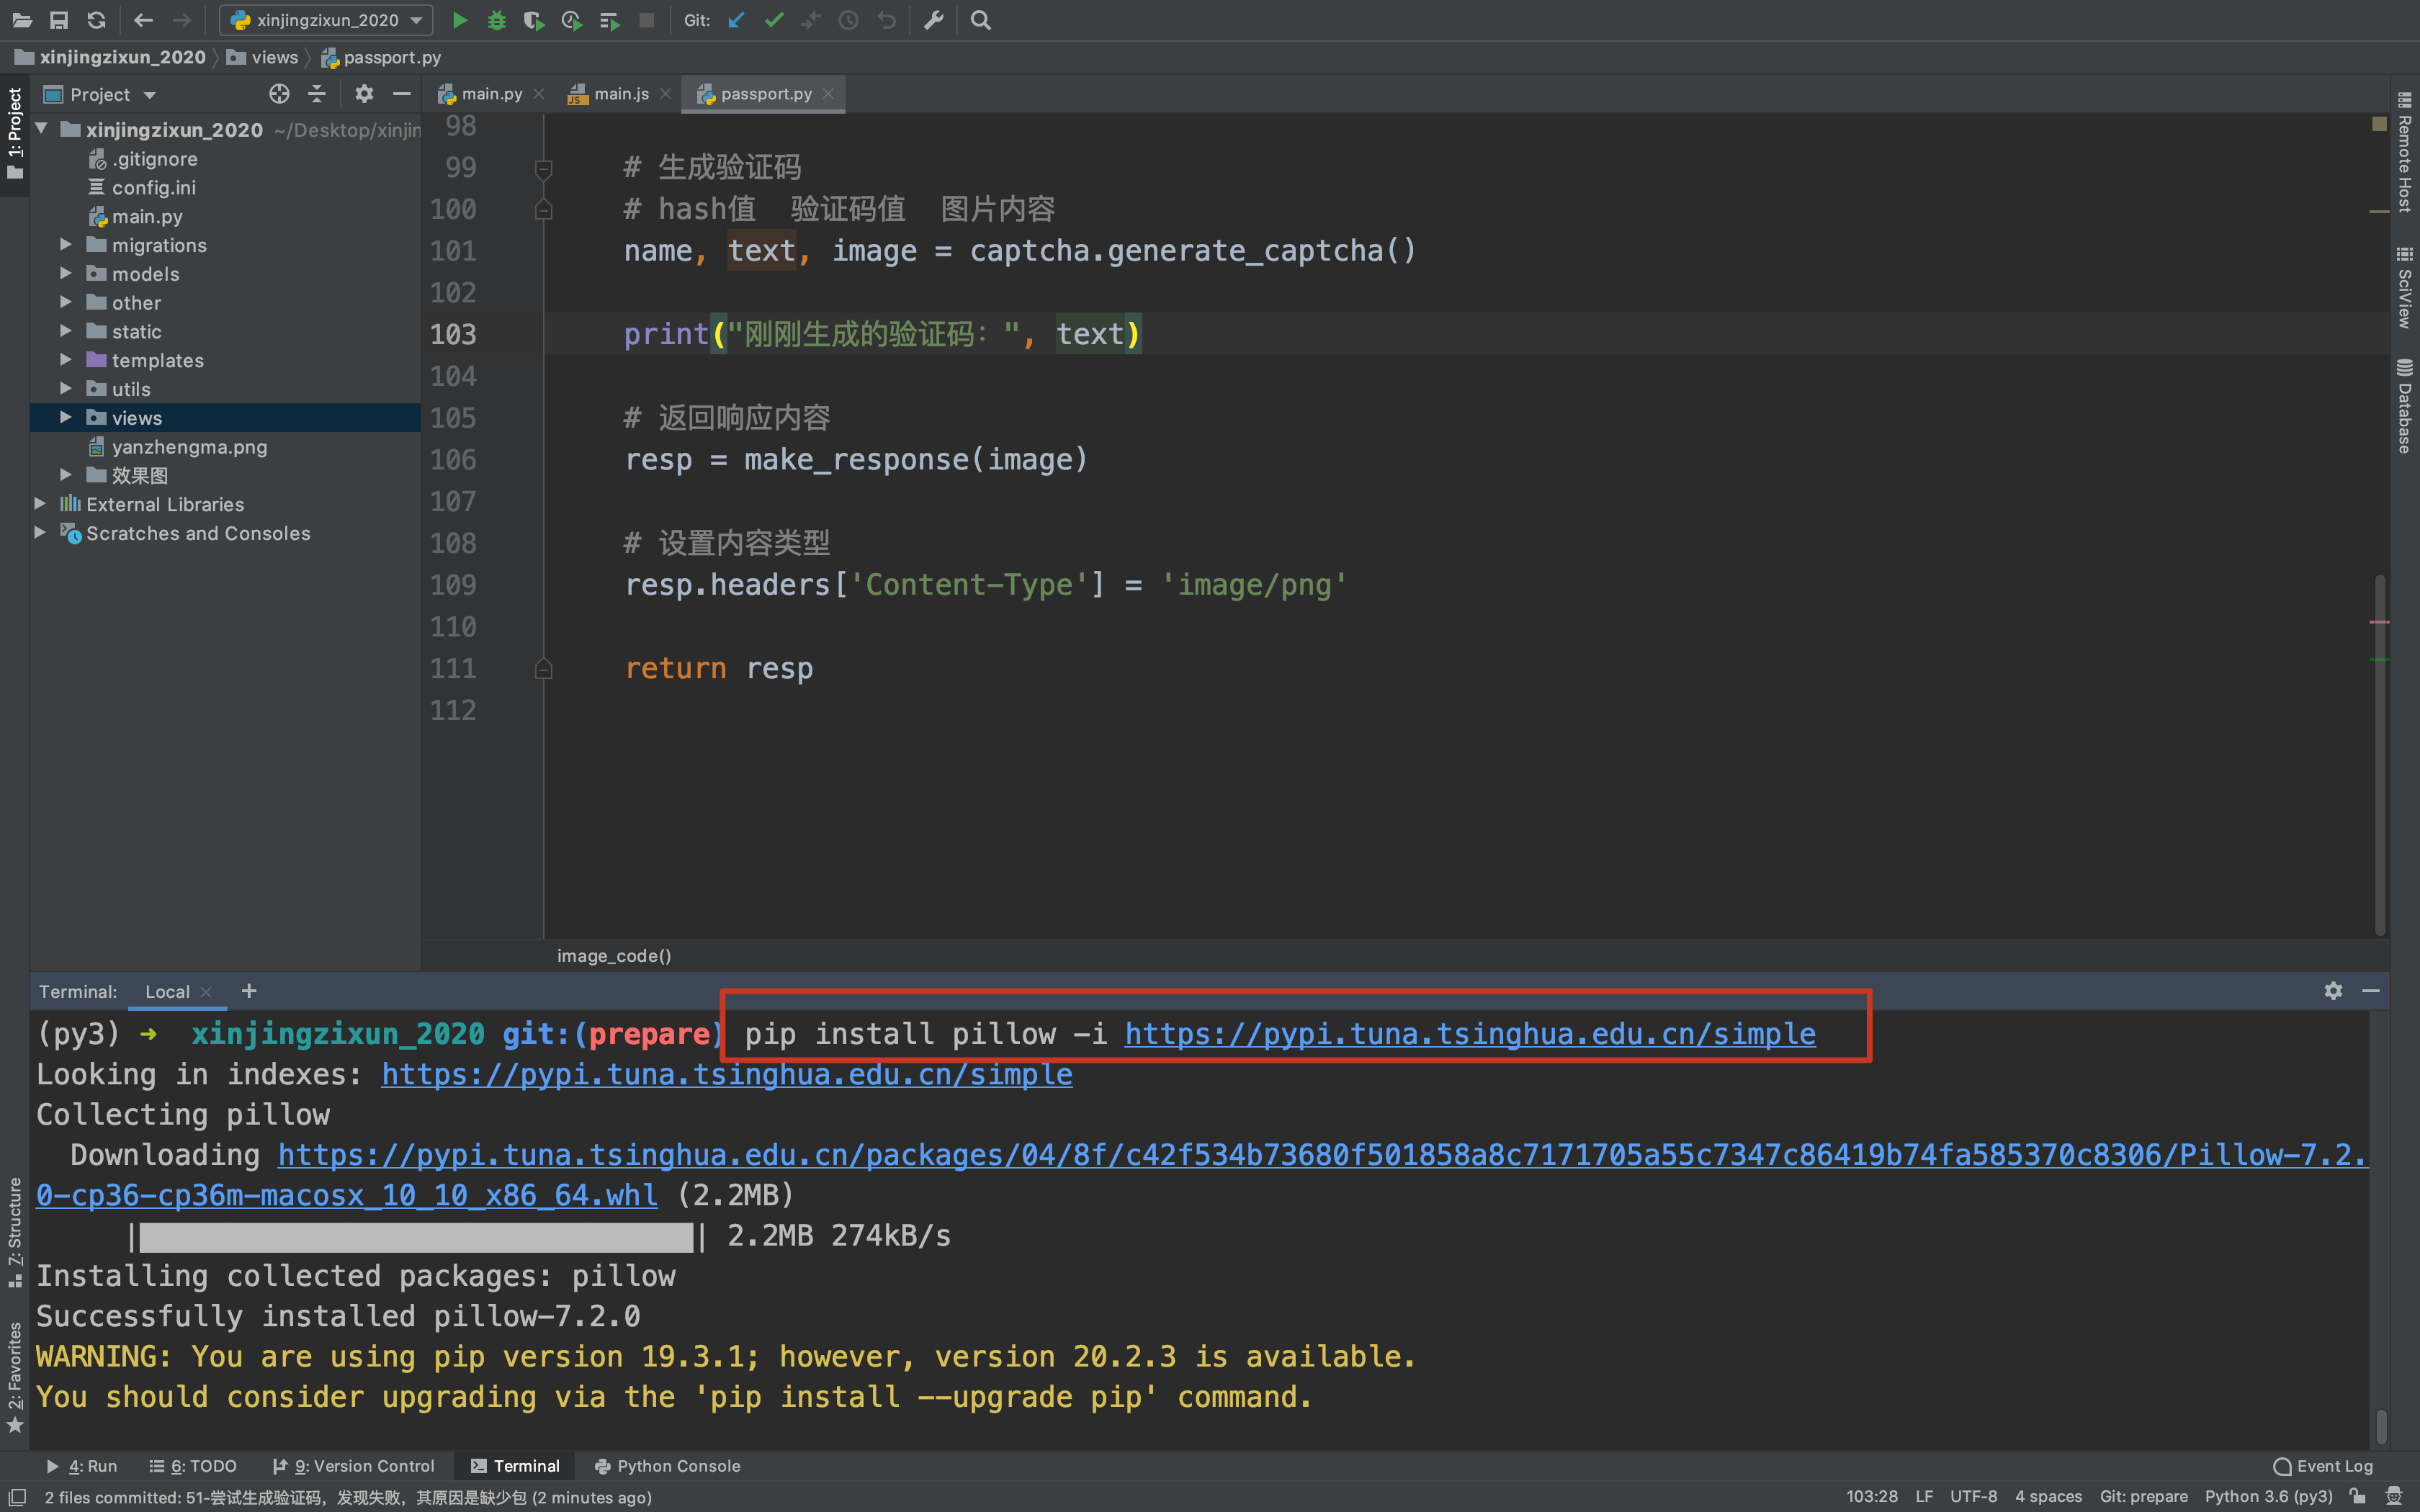 xinjingzixun_2020
Git:
xinjingzixun_2020
views
passport.py
1: Project
Project
main.py
main.js
passport.py
xinjingzixun_2020 ~/Desktop/xinjin
.gitignore
config.ini
main.py
migrations
models
other
static
templates
utils
views
yanzhengma.png
效果图
External Libraries
Scratches and Consoles
98
99 # 生成验证码
100 # hash值 验证码值 图片内容
101 name, text, image = captcha.generate_captcha()
102
103 print("刚刚生成的验证码：", text)
104
105 # 返回响应内容
106 resp = make_response(image)
107
108 # 设置内容类型
109 resp.headers['Content-Type'] = 'image/png'
110
111 return resp
112
image_code()
Remote Host
SciView
Database
Terminal: Local
(py3) ➜ xinjingzixun_2020 git:(prepare) pip install pillow -i https://pypi.tuna.tsinghua.edu.cn/simple
Looking in indexes: https://pypi.tuna.tsinghua.edu.cn/simple
Collecting pillow
Downloading https://pypi.tuna.tsinghua.edu.cn/packages/04/8f/c42f534b73680f501858a8c7171705a55c7347c86419b74fa585370c8306/Pillow-7.2.
0-cp36-cp36m-macosx_10_10_x86_64.whl (2.2MB)
|████████████████████████████████| 2.2MB 274kB/s
Installing collected packages: pillow
Successfully installed pillow-7.2.0
WARNING: You are using pip version 19.3.1; however, version 20.2.3 is available.
You should consider upgrading via the 'pip install --upgrade pip' command.
7: Structure
2: Favorites
4: Run
6: TODO
9: Version Control
Terminal
Python Console
Event Log
2 files committed: 51-尝试生成验证码，发现失败，其原因是缺少包 (2 minutes ago)
103:28 LF UTF-8 4 spaces Git: prepare Python 3.6 (py3)